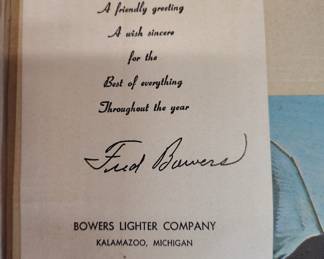 A friendly greeting
A wish sincere
for the
Best of everything
Throughout the year
Fred Bowers
BOWERS LIGHTER COMPANY
KALAMAZOO, MICHIGAN